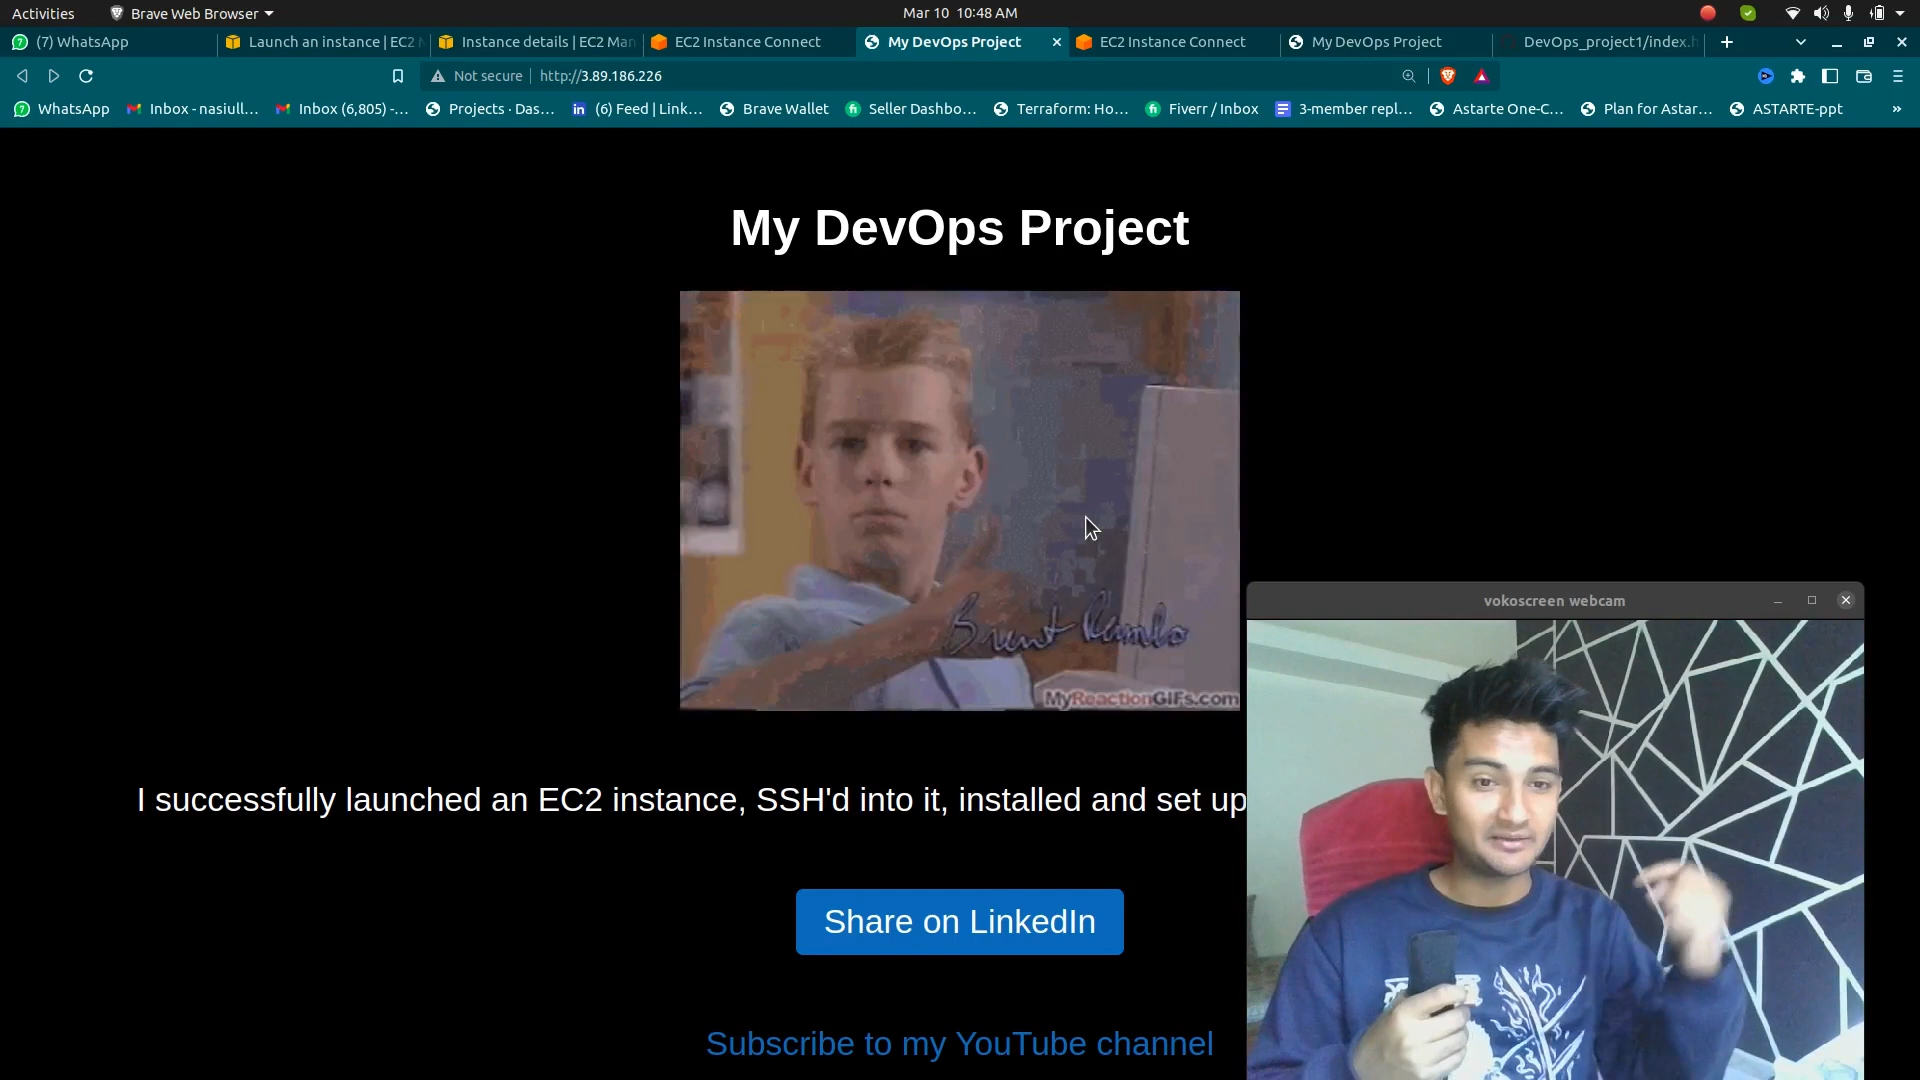 Activities Brave Web Browser Mar 10 10:48 AM
(7) WhatsApp Launch an instance | EC2 Instance details | EC2 Man EC2 Instance Connect My DevOps Project EC2 Instance Connect My DevOps Project DevOps_project1/index.h
Not secure http://3.89.186.226
WhatsApp Inbox - nasiull... Inbox (6,805) -... Projects · Das... (6) Feed | Link... Brave Wallet Seller Dashbo... Terraform: Ho... Fiverr / Inbox 3-member repl... Astarte One-C... Plan for Astar... ASTARTE-ppt »
My DevOps Project
Brent Rambo
MyReactionGIFs.com
vokoscreen webcam
I successfully launched an EC2 instance, SSH'd into it, installed and set up
Share on LinkedIn
Subscribe to my YouTube channel